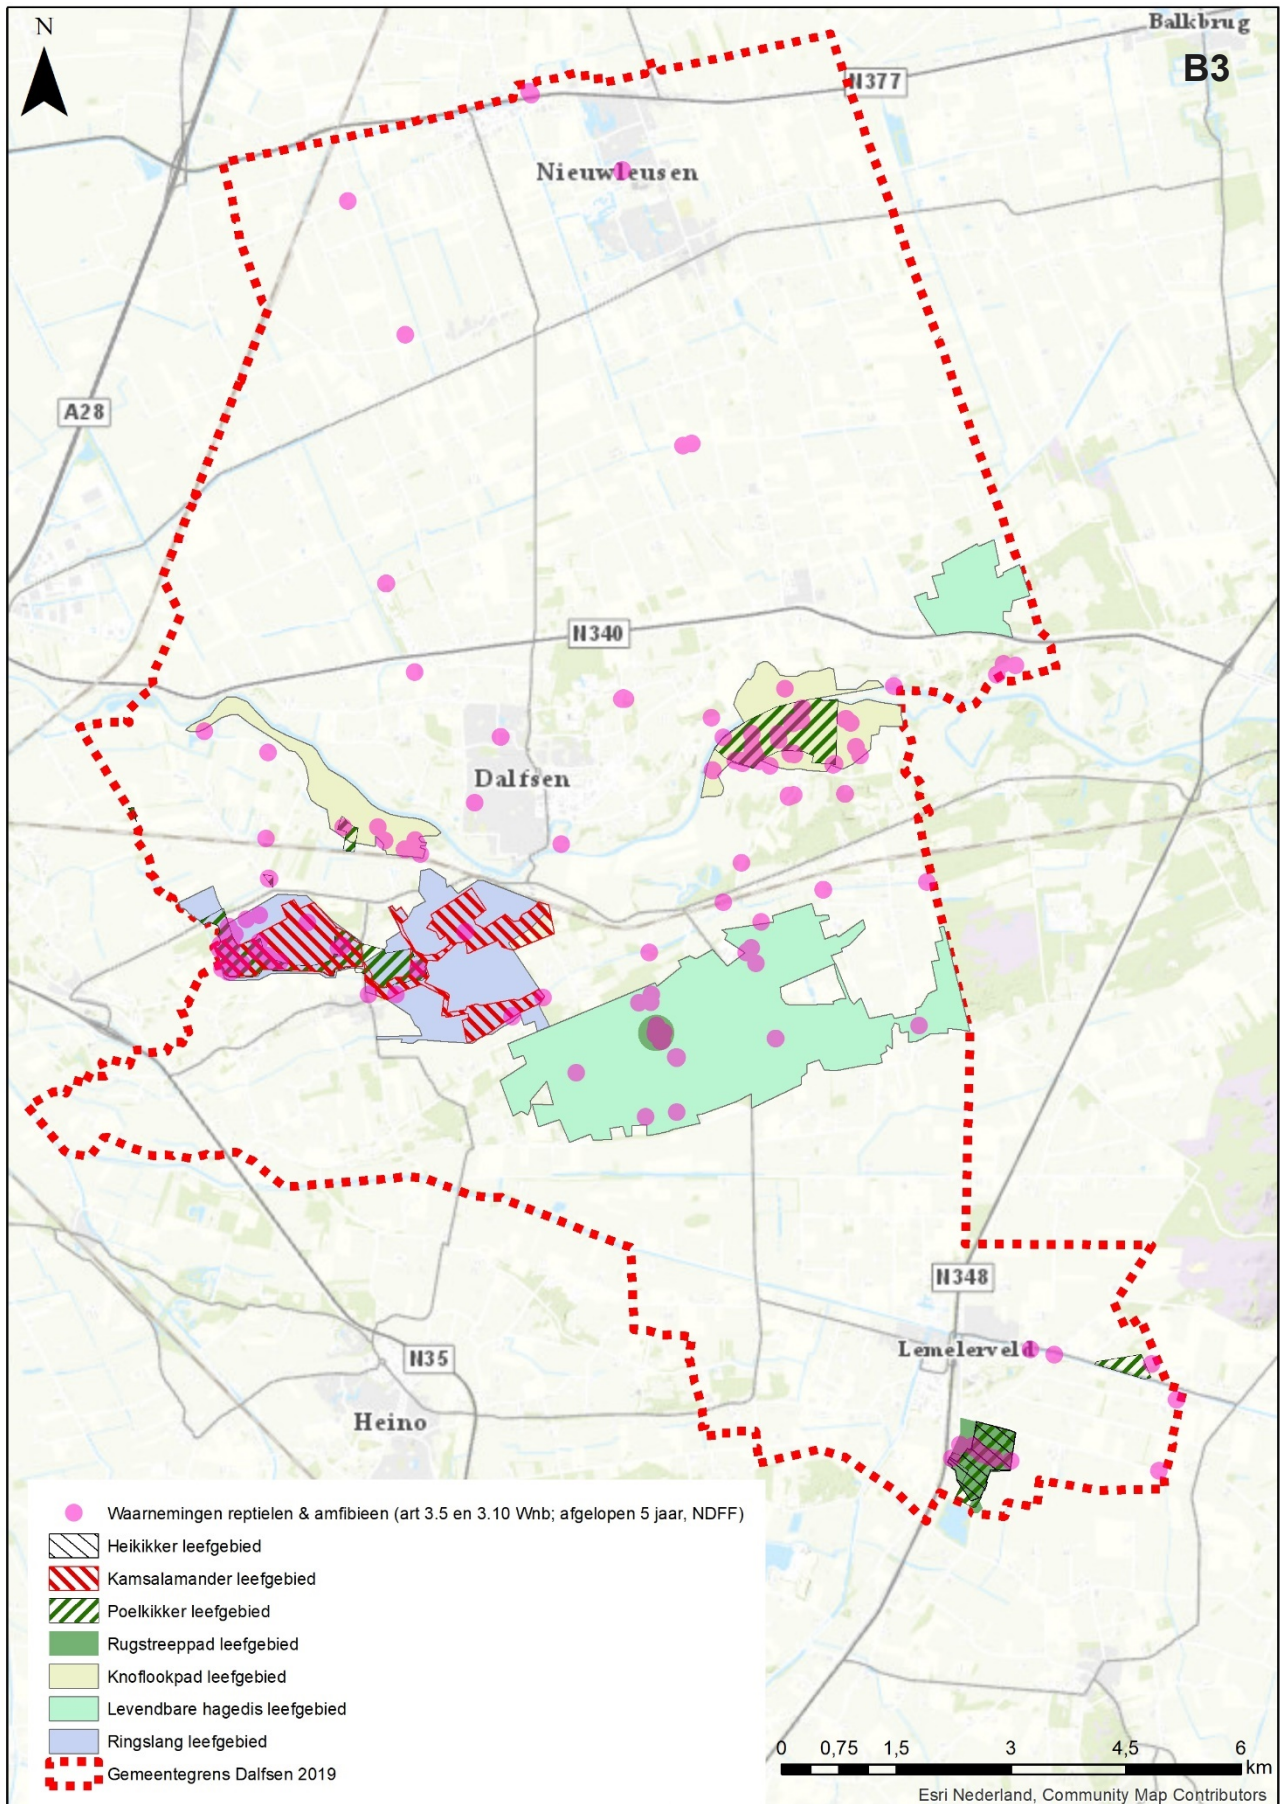 N
Balkbrug
B3
N377
Nieuwleusen
A28
N340
Dalfsen
N348
Lemelerveld
N35
Heino
Waarnemingen reptielen & amfibieen (art 3.5 en 3.10 Wnb; afgelopen 5 jaar, NDFF)
Heikikker leefgebied
Kamsalamander leefgebied
Poelkikker leefgebied
Rugstreeppad leefgebied
Knoflookpad leefgebied
Levendbare hagedis leefgebied
Ringslang leefgebied
Gemeentegrens Dalfsen 2019
0 0,75 1,5 3 4,5 6
km
Esri Nederland, Community Map Contributors